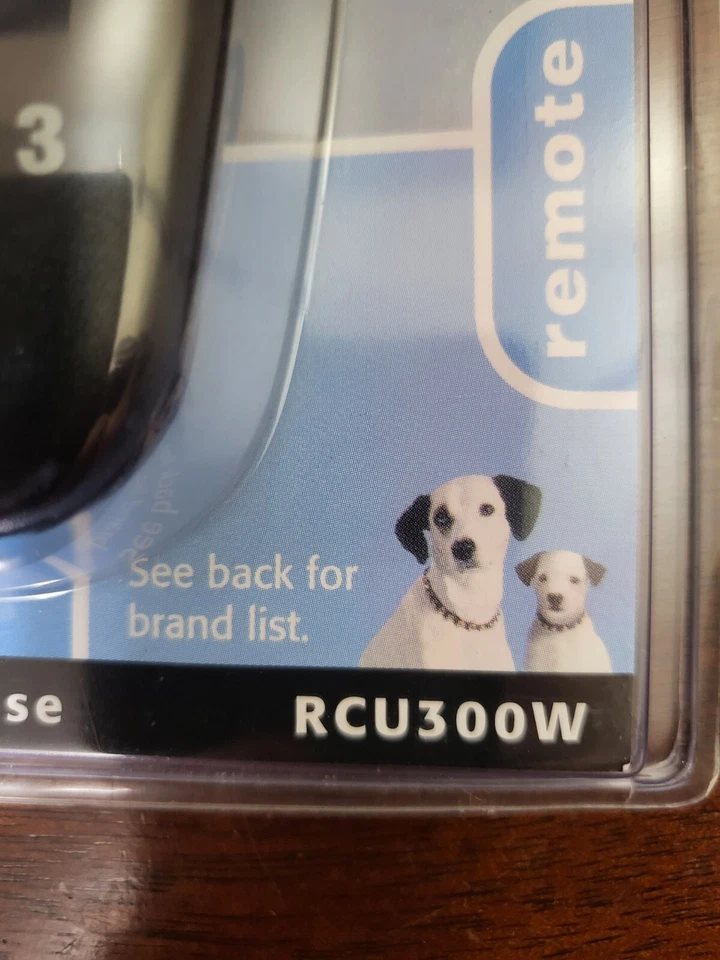 3
remote
See back for
brand list.
se
RCU300W